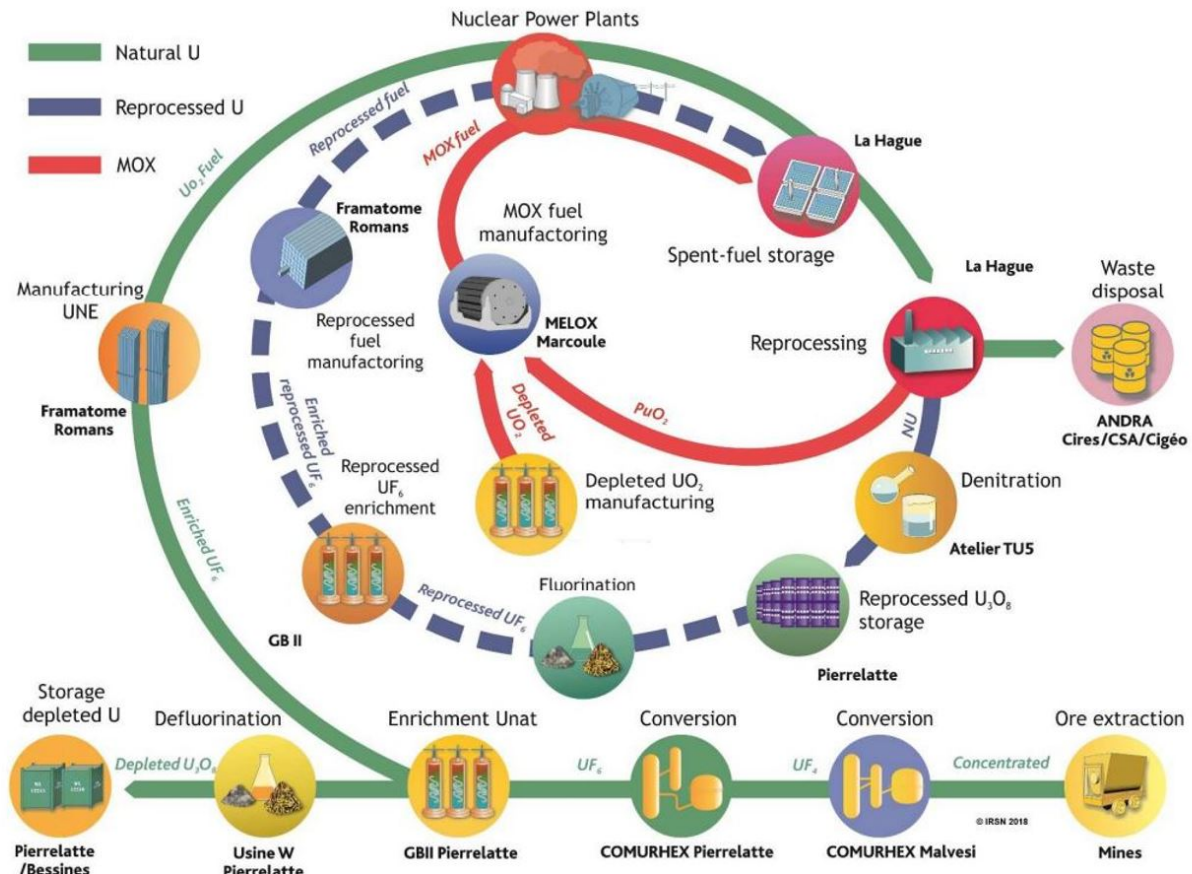 Nuclear Power Plants
Natural U
Reprocessed U
MOX
Reprocessed fuel
MOX fuel
Uo₂ Fuel
La Hague
Framatome
Romans
MOX fuel
manufactoring
Spent-fuel storage
La Hague
Waste
disposal
Manufacturing
UNE
Reprocessed
fuel
manufactoring
MELOX
Marcoule
Reprocessing
Framatome
Romans
Enriched
reprocessed UF₆
Depleted
UO₂
PuO₂
NU
ANDRA
Cires/CSA/Cigéo
Reprocessed
UF₆
enrichment
Depleted UO₂
manufacturing
Denitration
Enriched UF₆
Atelier TU5
Fluorination
Reprocessed UF₆
Reprocessed U₃O₈
storage
GB II
Pierrelatte
Storage
depleted U
Defluorination
Enrichment Unat
Conversion
Conversion
Ore extraction
Depleted U₃O₈
UF₆
UF₄
Concentrated
© IRSN 2018
Pierrelatte
/Bessines
Usine W
Pierrelatte
GBII Pierrelatte
COMURHEX Pierrelatte
COMURHEX Malvesi
Mines